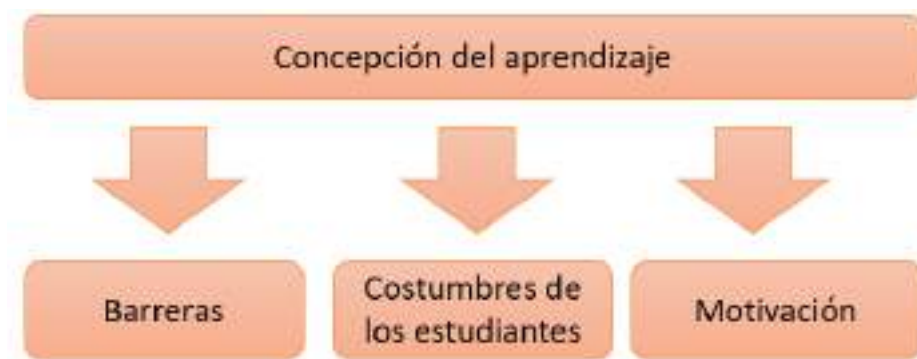 Concepción del aprendizaje
Barreras
Costumbres de
los estudiantes
Motivación